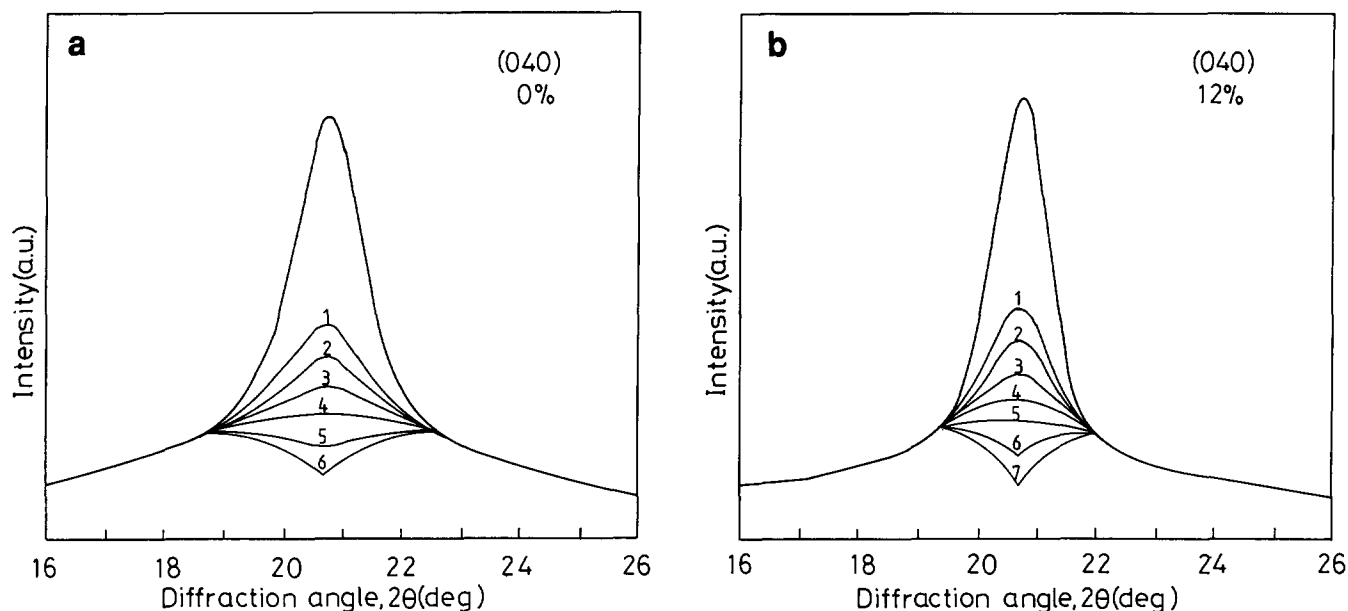 a
(040)
0%
1
2
3
4
5
6
Intensity(a.u.)
16 18 20 22 24 26
Diffraction angle,2θ(deg)
b
(040)
12%
1
2
3
4
5
6
7
Intensity(a.u.)
16 18 20 22 24 26
Diffraction angle,2θ(deg)